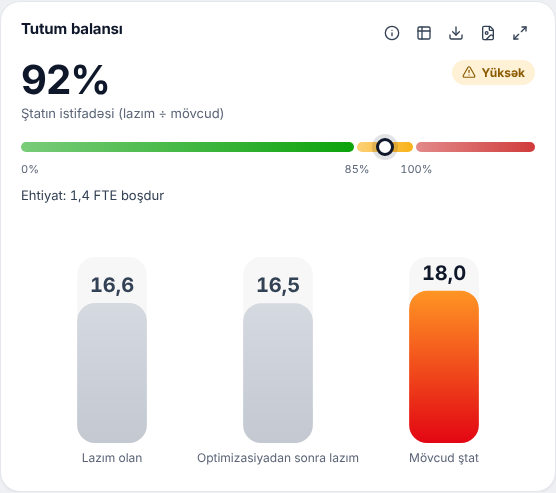 Tutum balansı
92%
Yüksək
Ştatın istifadəsi (lazım ÷ mövcud)
0%
85%
100%
Ehtiyat: 1,4 FTE boşdur
16,6
16,5
18,0
Lazım olan
Optimizasiyadan sonra lazım
Mövcud ştat